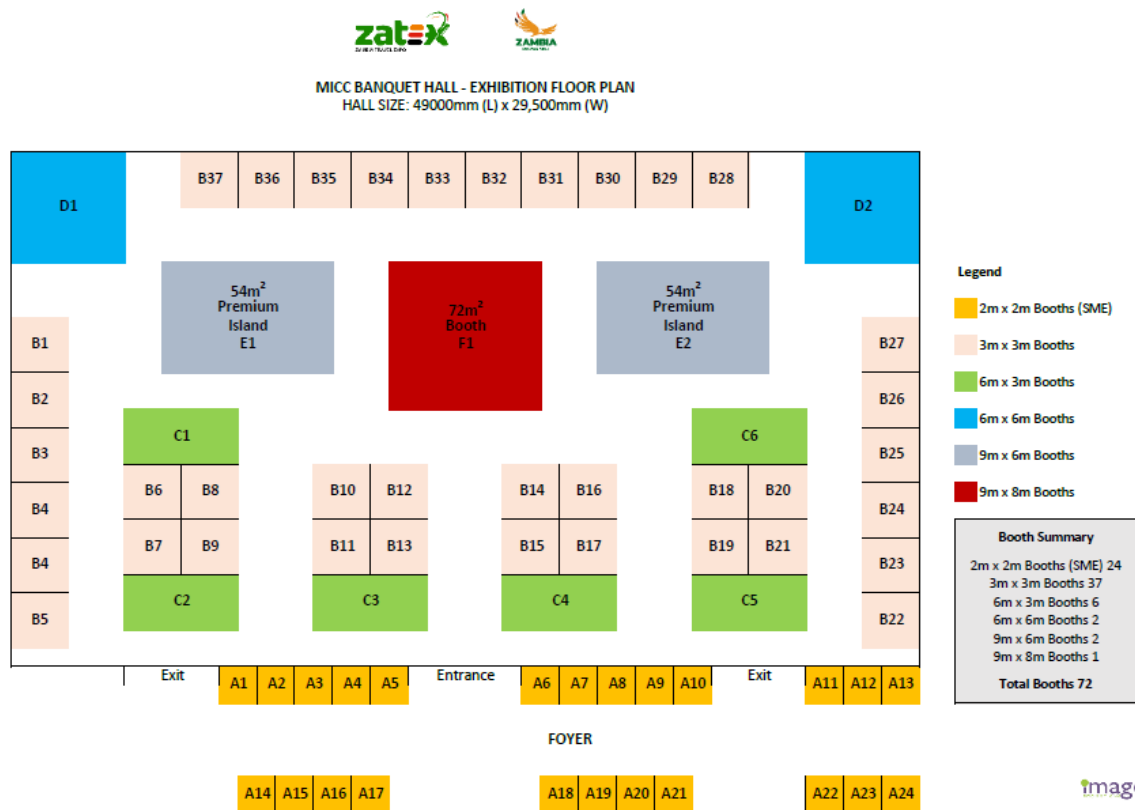 zatex
ZAMBIA TRAVEL EXPO
ZAMBIA
MICC BANQUET HALL - EXHIBITION FLOOR PLAN
HALL SIZE: 49000mm (L) x 29,500mm (W)
D1
B37 B36 B35 B34 B33 B32 B31 B30 B29 B28
D2
54m²
Premium
Island
E1
72m²
Booth
F1
54m²
Premium
Island
E2
B1
B2
B3
B4
B4
B5
C1
B6 B8
B7 B9
C2
B10 B12
B11 B13
C3
B14 B16
B15 B17
C4
C6
B18 B20
B19 B21
C5
B27
B26
B25
B24
B23
B22
Exit
A1 A2 A3 A4 A5
Entrance
A6 A7 A8 A9 A10
Exit
A11 A12 A13
FOYER
A14 A15 A16 A17
A18 A19 A20 A21
A22 A23 A24
Legend
2m x 2m Booths (SME)
3m x 3m Booths
6m x 3m Booths
6m x 6m Booths
9m x 6m Booths
9m x 8m Booths
Booth Summary
2m x 2m Booths (SME) 24
3m x 3m Booths 37
6m x 3m Booths 6
6m x 6m Booths 2
9m x 6m Booths 2
9m x 8m Booths 1
Total Booths 72